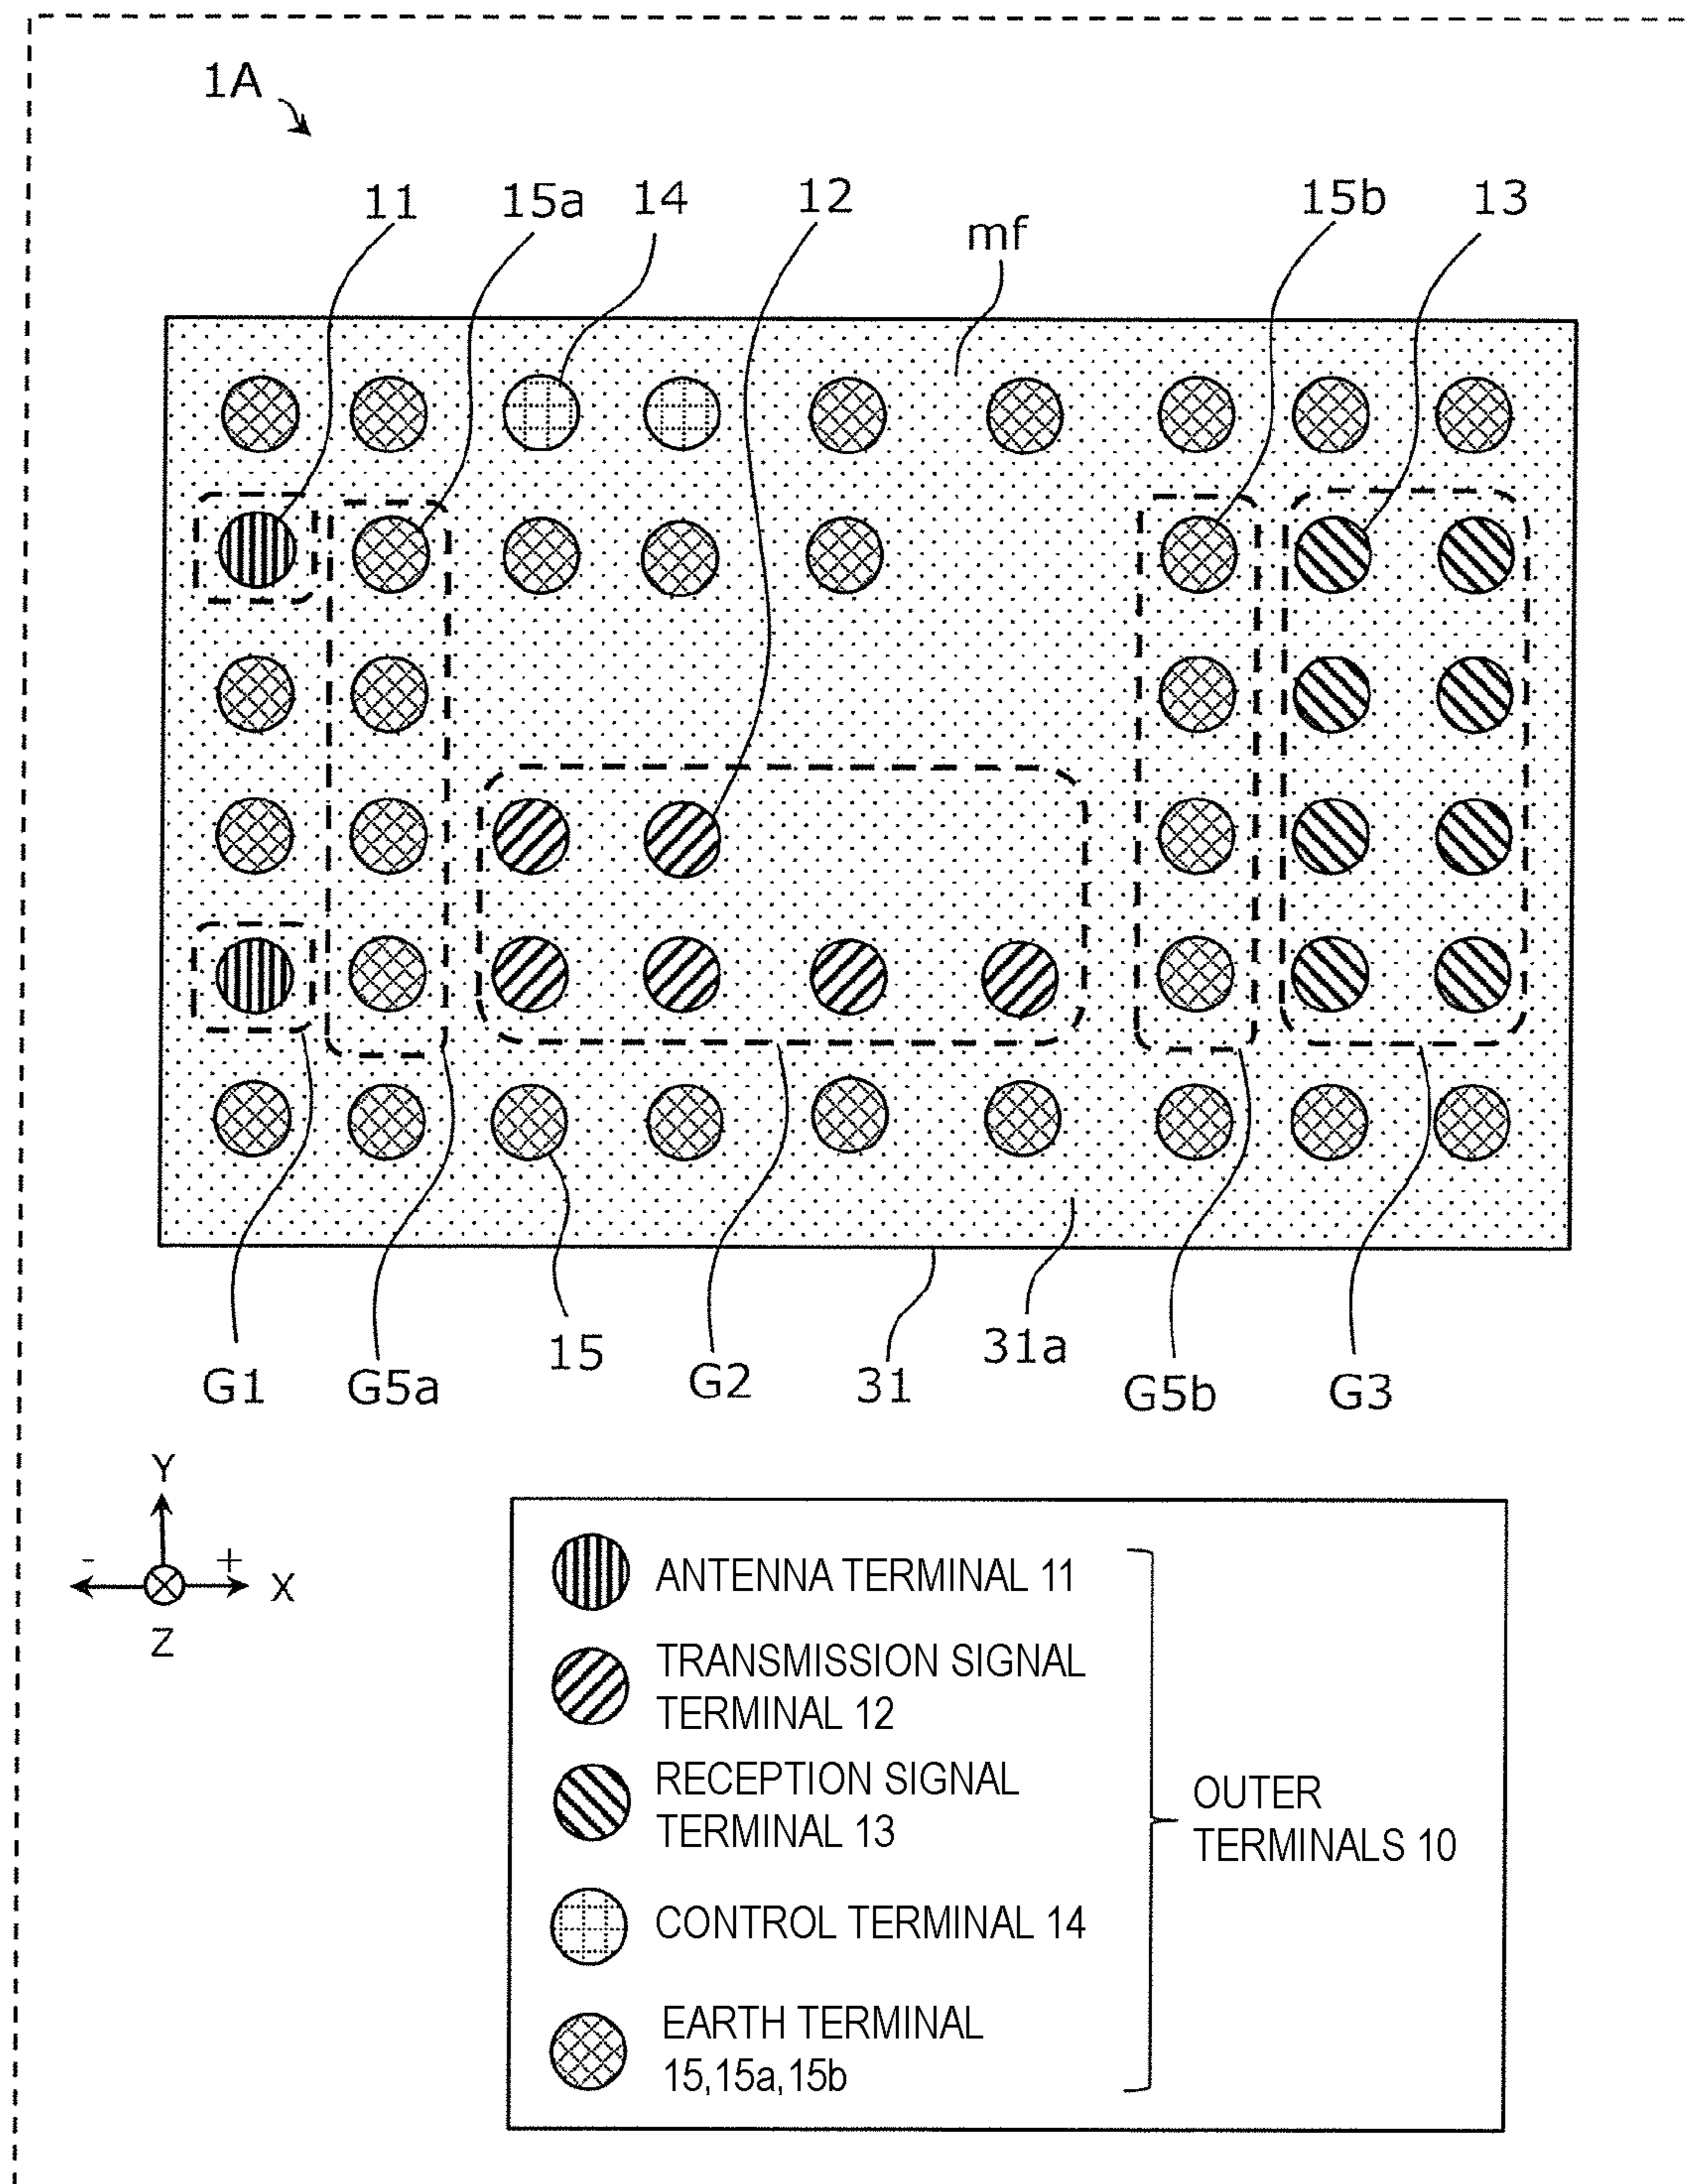 1A
11
15a
14
12
mf
15b
13
G1
G5a
15
G2
31
31a
G5b
G3
Y
- + X
Z
ANTENNA TERMINAL 11
TRANSMISSION SIGNAL
TERMINAL 12
RECEPTION SIGNAL
TERMINAL 13
CONTROL TERMINAL 14
EARTH TERMINAL
15,15a,15b
OUTER
TERMINALS 10